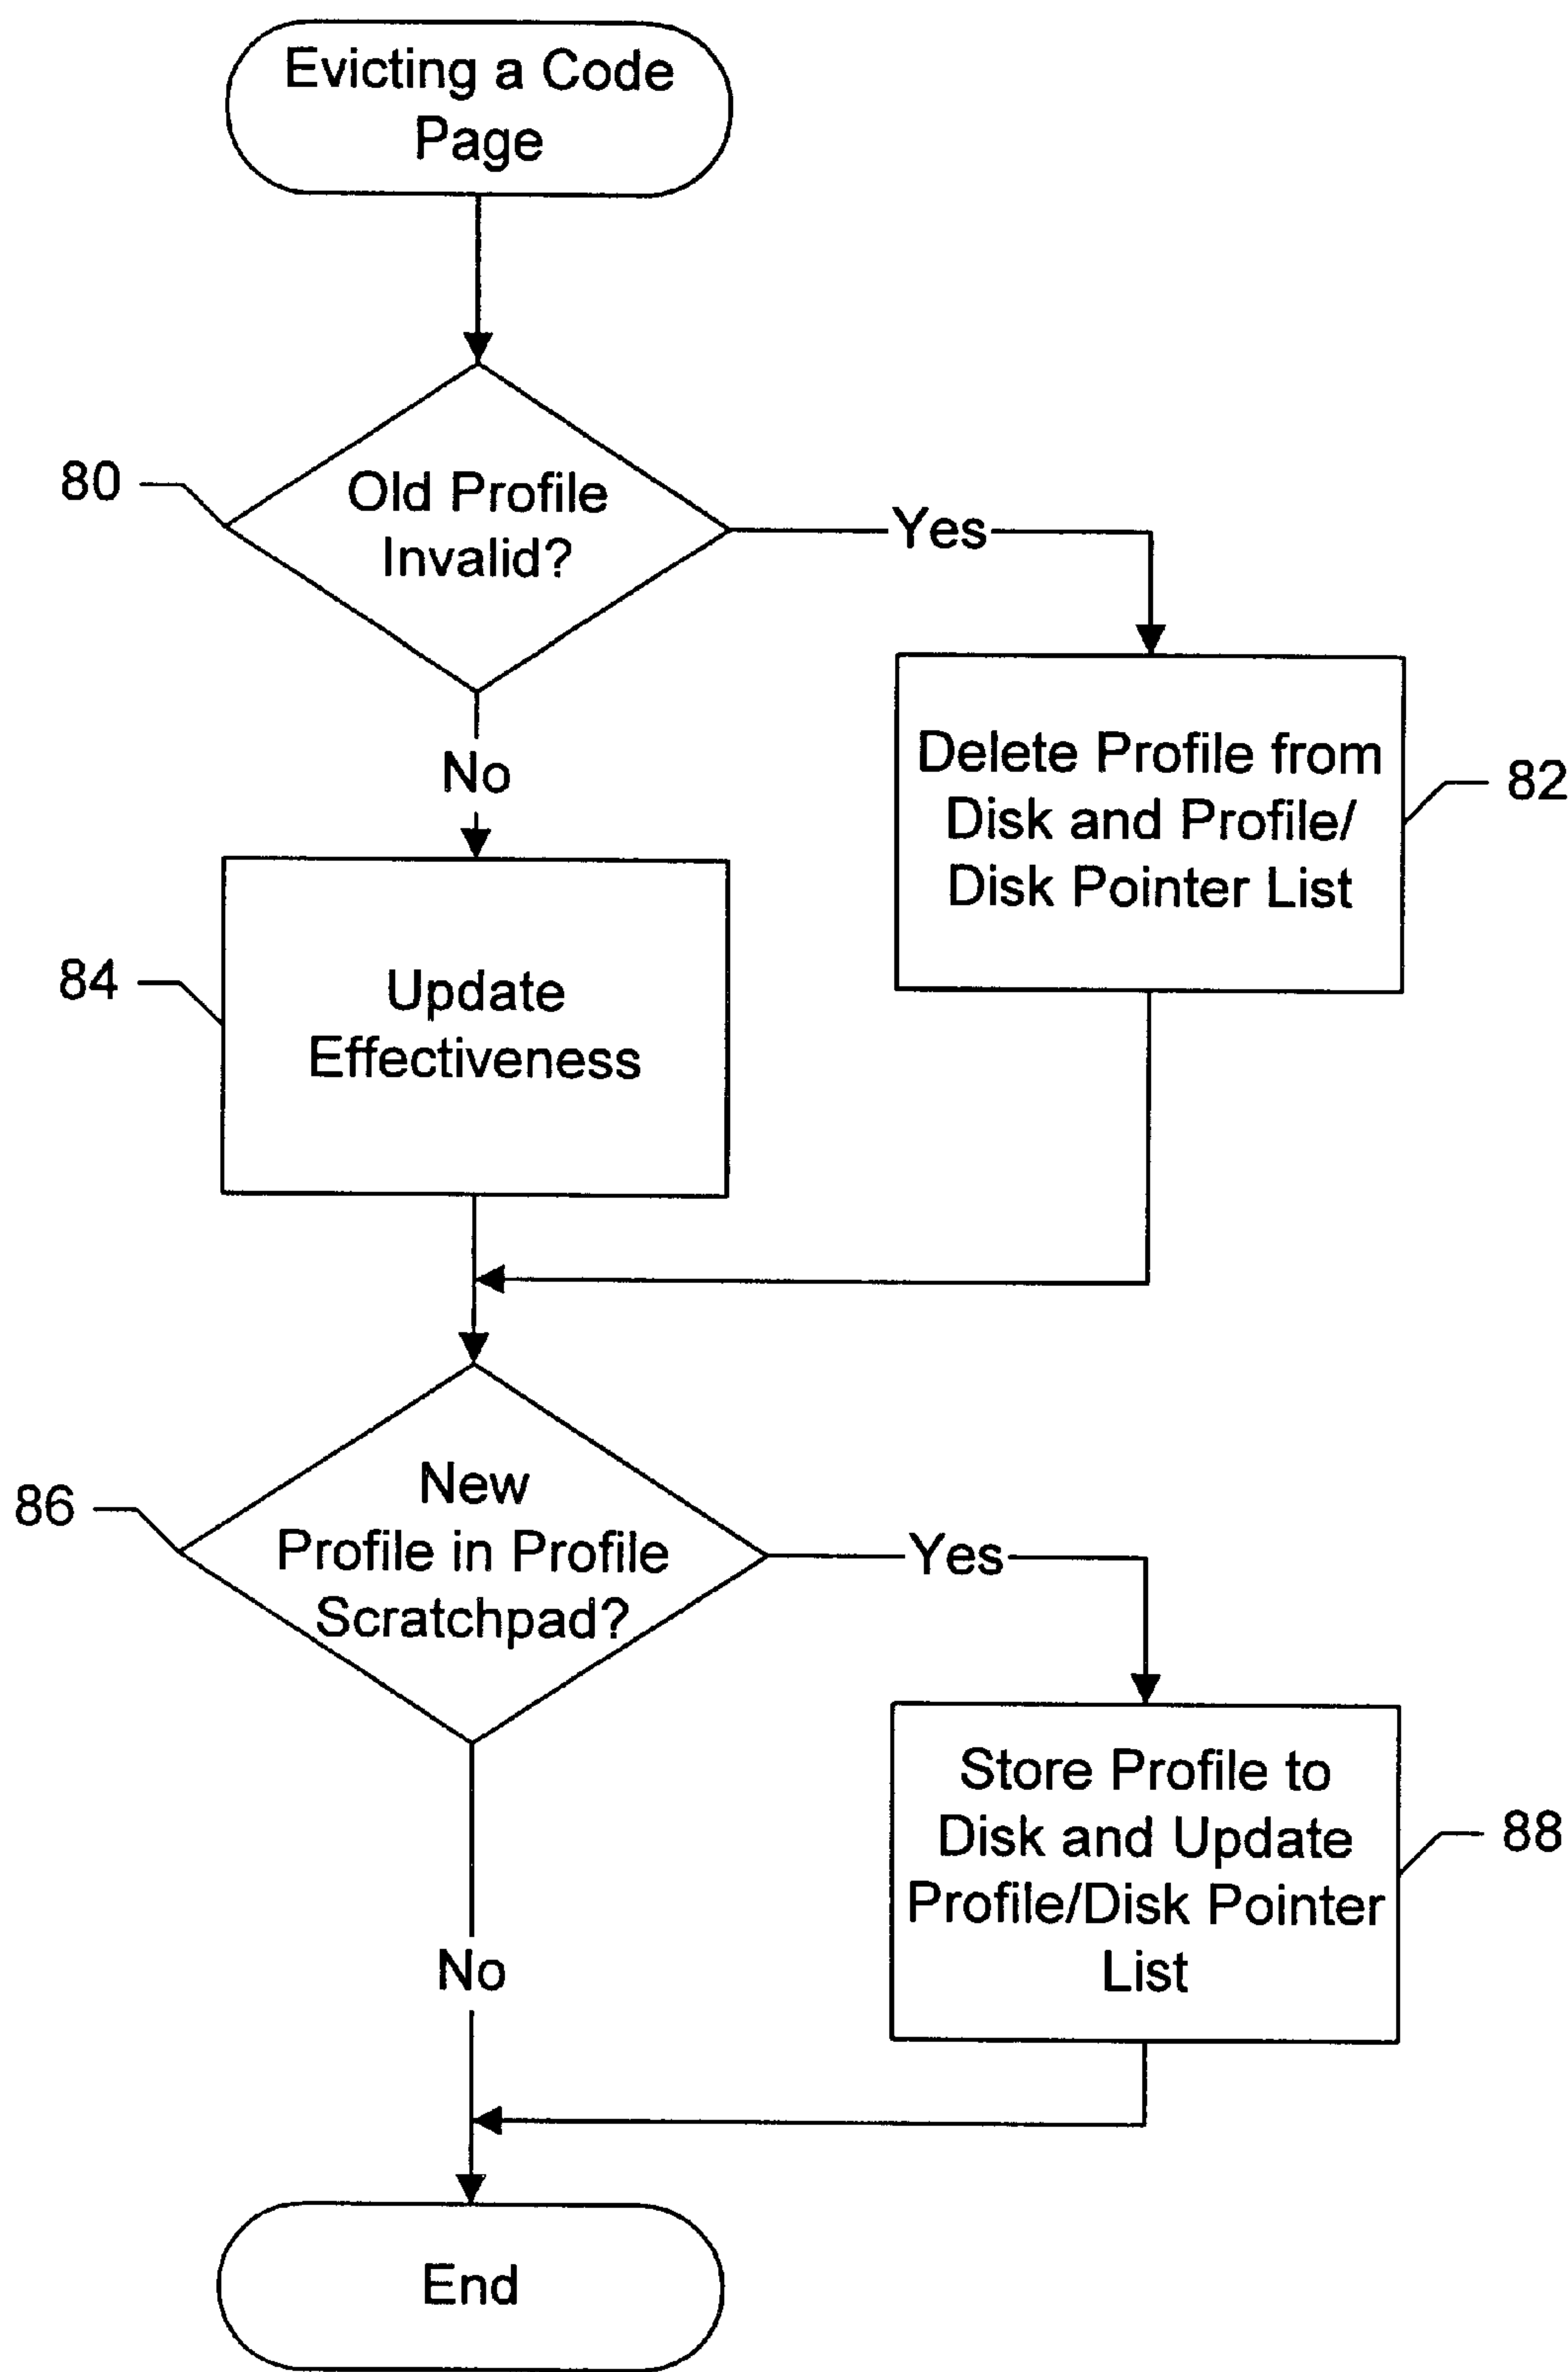 Evicting a Code
Page
80
Old Profile
Invalid?
Yes
No
Delete Profile from
Disk and Profile/
Disk Pointer List
82
84
Update
Effectiveness
86
New
Profile in Profile
Scratchpad?
Yes
Store Profile to
Disk and Update
Profile/Disk Pointer
List
88
No
End